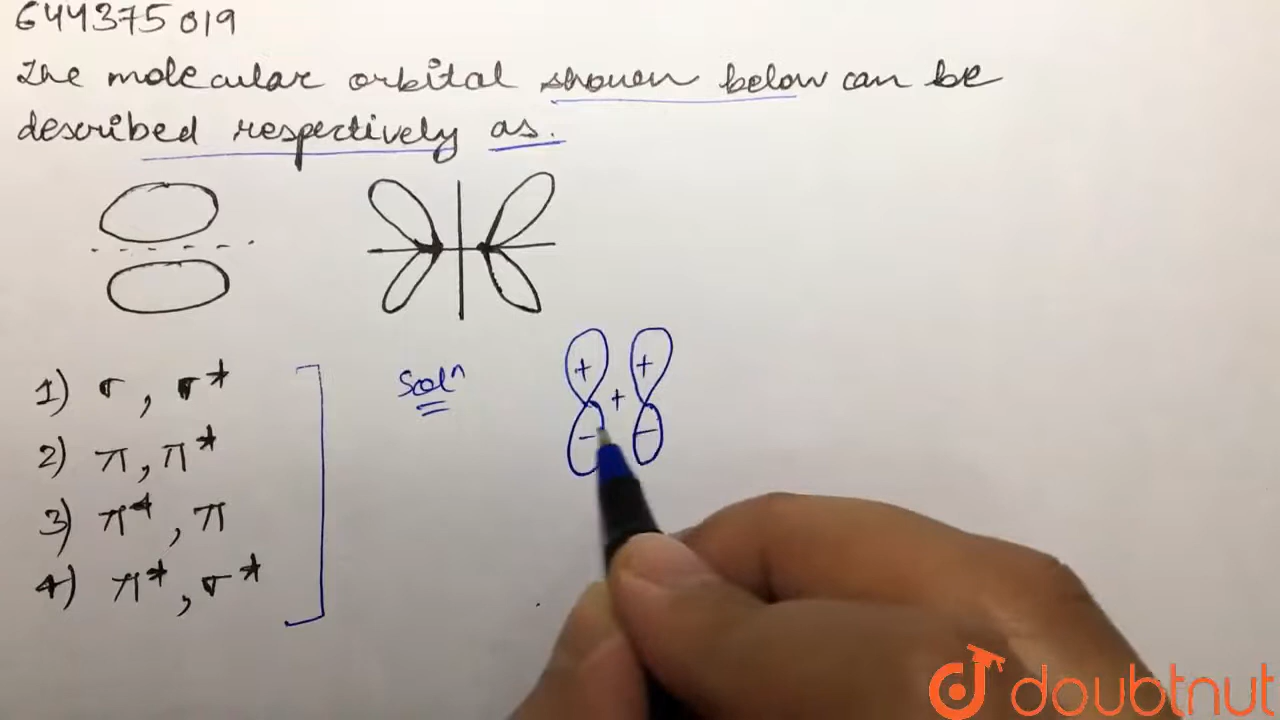 644375019
The molecular orbital shown below can be
described respectively as.
1) σ, σ*
2) π, π*
3) π*, π
4) π*, σ*
Solⁿ
+ +
+
- -
doubtnut